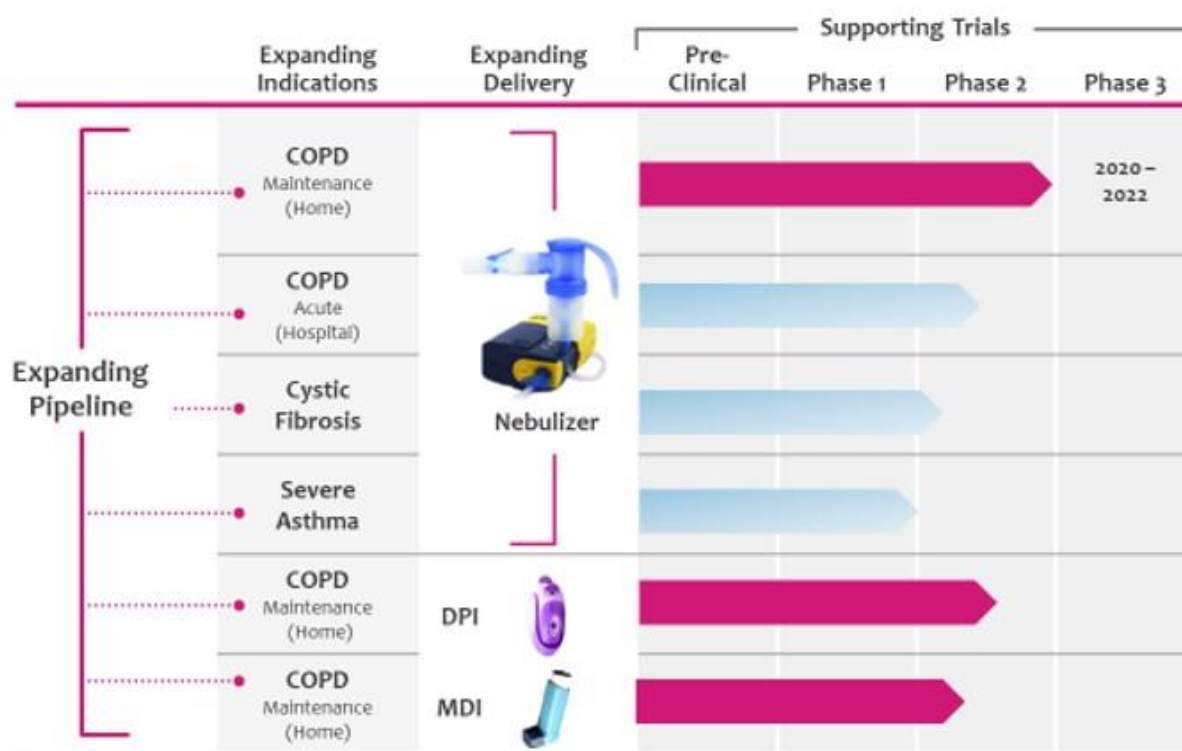 Supporting Trials
Expanding
Indications
Expanding
Delivery
Pre-
Clinical
Phase 1
Phase 2
Phase 3
Expanding
Pipeline
COPD
Maintenance
(Home)
2020 –
2022
COPD
Acute
(Hospital)
Cystic
Fibrosis
Nebulizer
Severe
Asthma
COPD
Maintenance
(Home)
DPI
COPD
Maintenance
(Home)
MDI